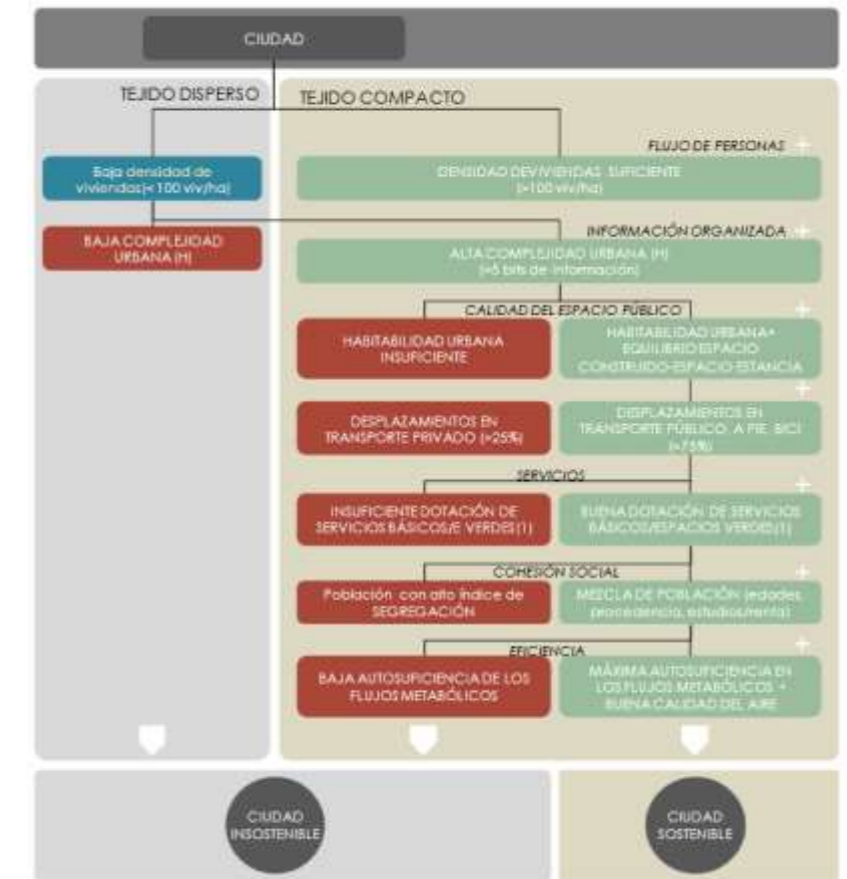 CIUDAD
TEJIDO DISPERSO
TEJIDO COMPACTO
FLUJO DE PERSONAS
Baja densidad de
viviendas(<100 viv/ha)
DENSIDAD DEVIVIENDAS SUFICIENTE
(>100 viv/ha)
INFORMACIÓN ORGANIZADA
BAJA COMPLEJIDAD
URBANA (H)
ALTA COMPLEJIDAD URBANA (H)
(>5 bits de información)
CALIDAD DEL ESPACIO PÚBLICO
HABITABILIDAD URBANA
INSUFICIENTE
HABITABILIDAD URBANA+
EQUILIBRIO ESPACIO
CONSTRUIDO-ESPACIO ESTANCIA
DESPLAZAMIENTOS EN
TRANSPORTE PRIVADO (>25%)
DESPLAZAMIENTOS EN
TRANSPORTE PÚBLICO, A PIE, BICI
(>75%)
SERVICIOS
INSUFICIENTE DOTACIÓN DE
SERVICIOS BÁSICOS/E VERDES(1)
BUENA DOTACIÓN DE SERVICIOS
BÁSICOS/ESPACIOS VERDES(1)
COHESIÓN SOCIAL
Población con alto índice de
SEGREGACIÓN
MEZCLA DE POBLACIÓN (edades,
procedencia, estudios/renta)
EFICIENCIA
BAJA AUTOSUFICIENCIA DE LOS
FLUJOS METABÓLICOS
MÁXIMA AUTOSUFICIENCIA EN
LOS FLUJOS METABÓLICOS +
BUENA CALIDAD DEL AIRE
CIUDAD
INSOSTENIBLE
CIUDAD
SOSTENIBLE